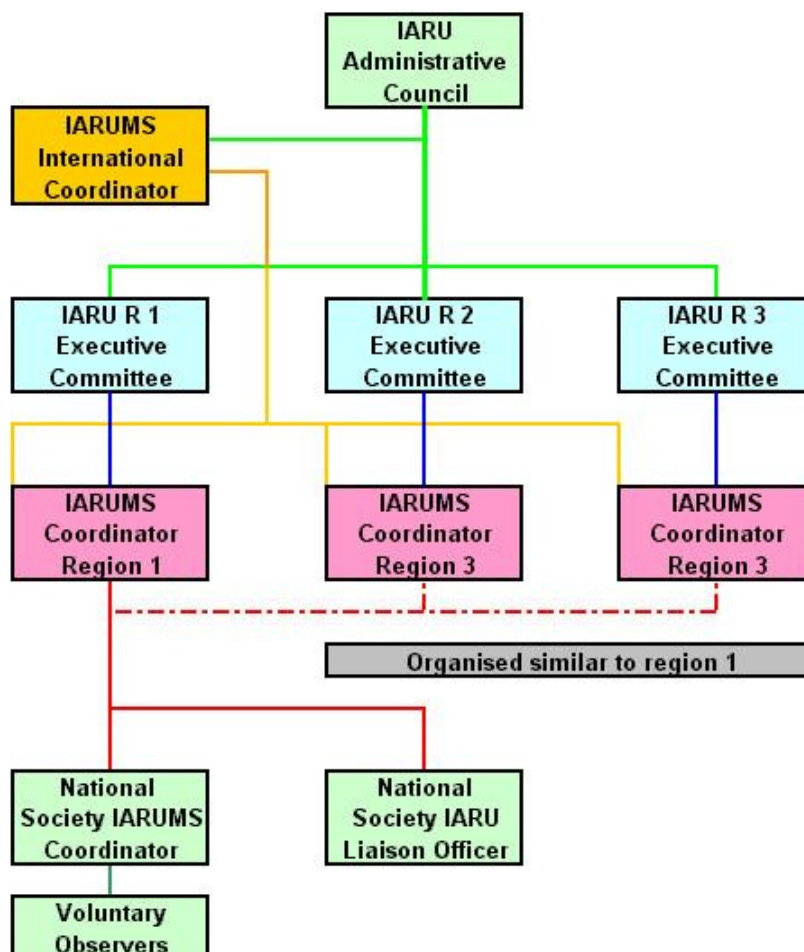 IARU
Administrative
Council
IARUMS
International
Coordinator
IARU R 1
Executive
Committee
IARU R 2
Executive
Committee
IARU R 3
Executive
Committee
IARUMS
Coordinator
Region 1
IARUMS
Coordinator
Region 3
IARUMS
Coordinator
Region 3
Organised similar to region 1
National
Society IARUMS
Coordinator
National
Society IARU
Liaison Officer
Voluntary
Observers